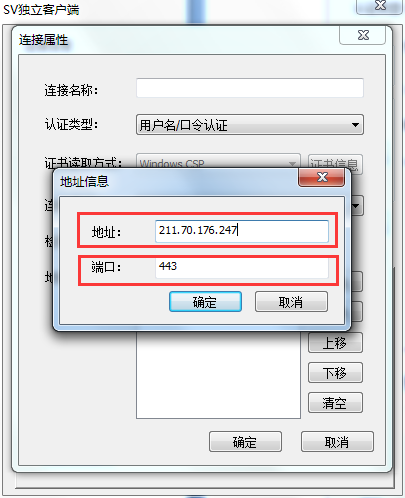 SV独立客户端
连接属性
连接名称:
认证类型:
用户名/口令认证
证书读取方式:
Windows CSP
证书信息
地址信息
地址:
211.70.176.247
端口:
443
确定
取消
上移
下移
清空
确定
取消